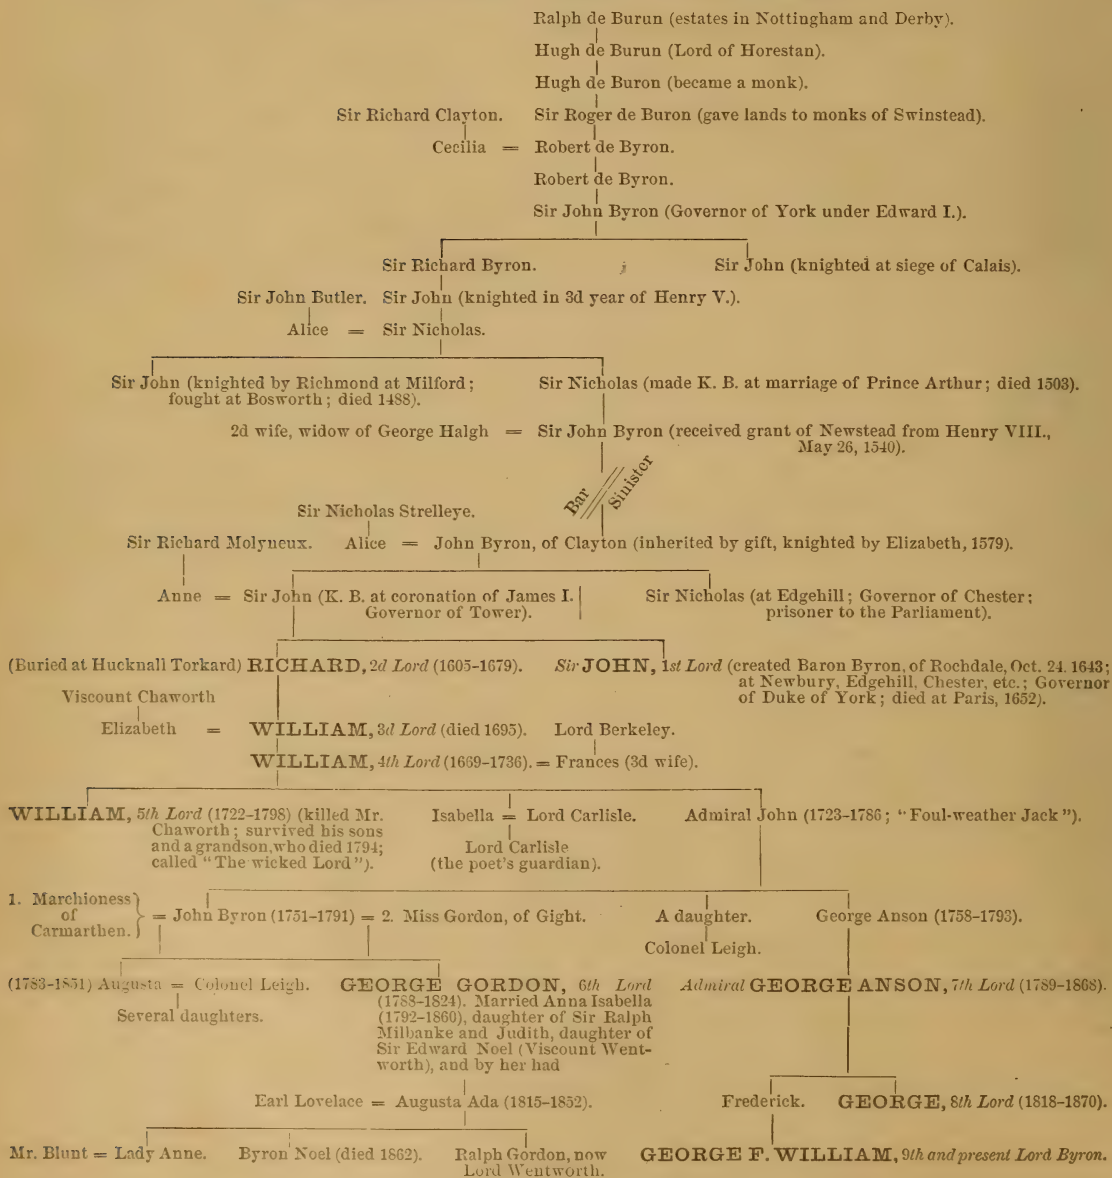 Ralph de Burun (estates in Nottingham and Derby).
Hugh de Burun (Lord of Horestan).
Hugh de Buron (became a monk).
Sir Richard Clayton. Sir Roger de Buron (gave lands to monks of Swinstead).
Cecilia = Robert de Byron.
Robert de Byron.
Sir John Byron (Governor of York under Edward I.).
Sir Richard Byron. Sir John (knighted at siege of Calais).
Sir John Butler. Sir John (knighted in 3d year of Henry V.).
Alice = Sir Nicholas.
Sir John (knighted by Richmond at Milford;
fought at Bosworth; died 1488).
Sir Nicholas (made K. B. at marriage of Prince Arthur; died 1503).
2d wife, widow of George Halgh = Sir John Byron (received grant of Newstead from Henry VIII.,
May 26, 1540).
Bar Sinister
Sir Nicholas Strelleye.
Sir Richard Molyneux. Alice = John Byron, of Clayton (inherited by gift, knighted by Elizabeth, 1579).
Anne = Sir John (K. B. at coronation of James I.
Governor of Tower).
Sir Nicholas (at Edgehill; Governor of Chester;
prisoner to the Parliament).
(Buried at Hucknall Torkard) RICHARD, 2d Lord (1605-1679).
Sir JOHN, 1st Lord (created Baron Byron, of Rochdale, Oct. 24. 1643;
at Newbury, Edgehill, Chester, etc.; Governor
of Duke of York; died at Paris, 1652).
Viscount Chaworth
Elizabeth = WILLIAM, 3d Lord (died 1695). Lord Berkeley.
WILLIAM, 4th Lord (1669-1736). = Frances (3d wife).
WILLIAM, 5th Lord (1722-1798) (killed Mr.
Chaworth; survived his sons
and a grandson, who died 1794;
called "The wicked Lord").
Isabella = Lord Carlisle.
Lord Carlisle
(the poet's guardian).
Admiral John (1723-1786; "Foul-weather Jack").
1. Marchioness
of
Carmarthen.
= John Byron (1751-1791) = 2. Miss Gordon, of Gight.
A daughter.
Colonel Leigh.
George Anson (1758-1793).
(1783-1851) Augusta = Colonel Leigh.
Several daughters.
GEORGE GORDON, 6th Lord
(1788-1824). Married Anna Isabella
(1792-1860), daughter of Sir Ralph
Milbanke and Judith, daughter of
Sir Edward Noel (Viscount Went-
worth), and by her had
Admiral GEORGE ANSON, 7th Lord (1789-1868).
Earl Lovelace = Augusta Ada (1815-1852).
Frederick. GEORGE, 8th Lord (1818-1870).
Mr. Blunt = Lady Anne. Byron Noel (died 1862).
Ralph Gordon, now
Lord Wentworth.
GEORGE F. WILLIAM, 9th and present Lord Byron.